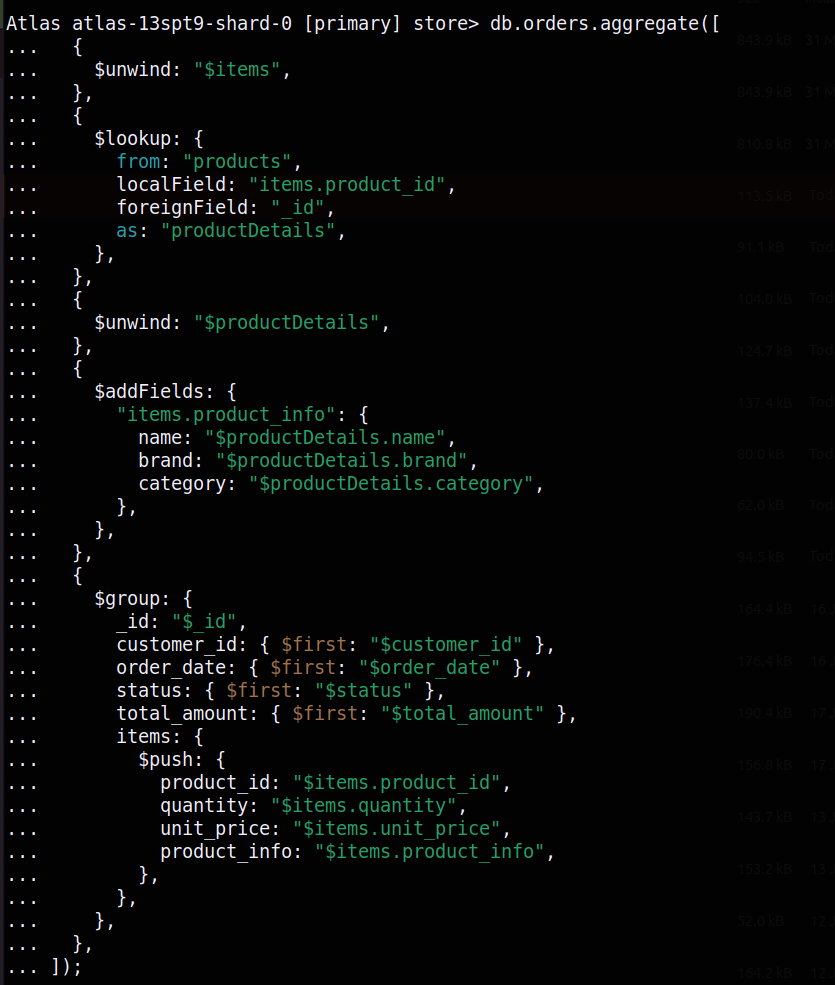 Atlas atlas-13spt9-shard-0 [primary] store> db.orders.aggregate([
...   {
...     $unwind: "$items",
...   },
...   {
...     $lookup: {
...       from: "products",
...       localField: "items.product_id",
...       foreignField: "_id",
...       as: "productDetails",
...     },
...   },
...   {
...     $unwind: "$productDetails",
...   },
...   {
...     $addFields: {
...       "items.product_info": {
...         name: "$productDetails.name",
...         brand: "$productDetails.brand",
...         category: "$productDetails.category",
...       },
...     },
...   },
...   {
...     $group: {
...       _id: "$_id",
...       customer_id: { $first: "$customer_id" },
...       order_date: { $first: "$order_date" },
...       status: { $first: "$status" },
...       total_amount: { $first: "$total_amount" },
...       items: {
...         $push: {
...           product_id: "$items.product_id",
...           quantity: "$items.quantity",
...           unit_price: "$items.unit_price",
...           product_info: "$items.product_info",
...         },
...       },
...     },
...   },
... ]);